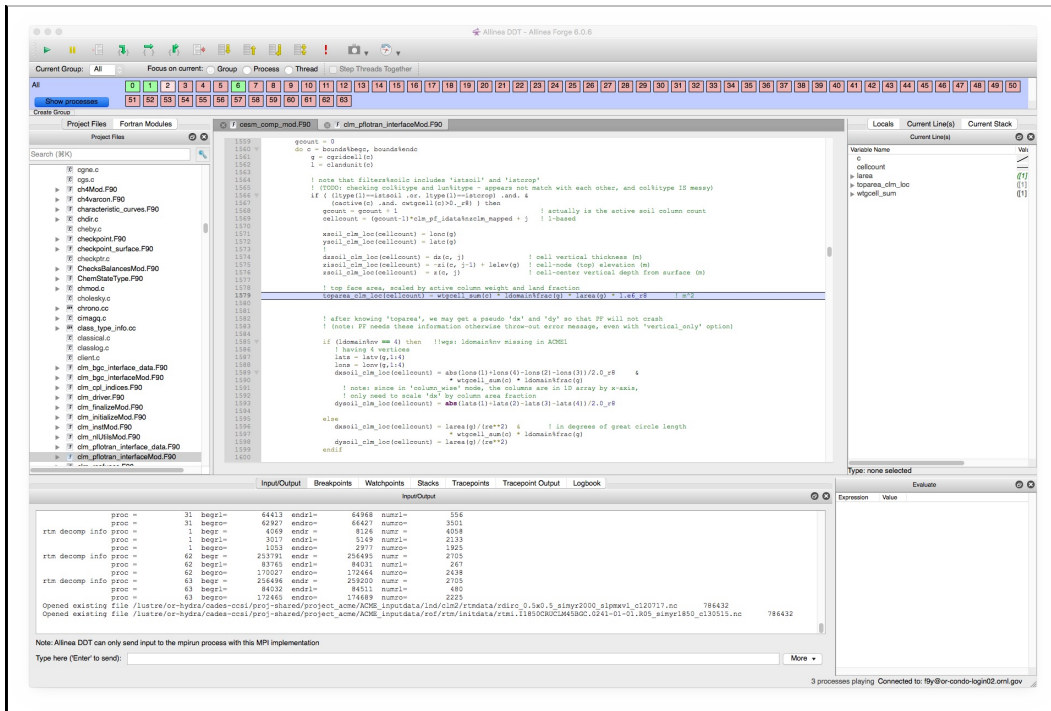 Allinea DDT - Allinea Forge 6.0.6
Current Group: All Focus on current: Group Process Thread Step Threads Together
All 0 1 2 3 4 5 6 7 8 9 10 11 12 13 14 15 16 17 18 19 20 21 22 23 24 25 26 27 28 29 30 31 32 33 34 35 36 37 38 39 40 41 42 43 44 45 46 47 48 49 50
Show processes 51 52 53 54 55 56 57 58 59 60 61 62 63
Create Group
Project Files Fortran Modules
Project Files
Search (⌘K)
cgne.c
cgs.c
ch4Mod.F90
ch4varcon.F90
characteristic_curves.F90
chdir.c
cheby.c
checkpoint.F90
checkpoint_surface.F90
checkptr.c
ChecksBalancesMod.F90
ChemStateType.F90
chmod.c
cholesky.c
chrono.cc
cimagq.c
class_type_info.cc
classical.c
classlog.c
client.c
clm_bgc_interface_data.F90
clm_bgc_interfaceMod.F90
clm_cpl_indices.F90
clm_driver.F90
clm_finalizeMod.F90
clm_initializeMod.F90
clm_instMod.F90
clm_nlUtilsMod.F90
clm_pflotran_interface_data.F90
clm_pflotran_interfaceMod.F90
cesm_comp_mod.F90 clm_pflotran_interfaceMod.F90
1559 gcount = 0
1560 do c = bounds%begc, bounds%endc
1561 g = cgridcell(c)
1562 l = clandunit(c)
1563
1564 ! note that filters%soilc includes 'istsoil' and 'istcrop'
1565 ! (TODO: checking col%itype and lun%itype - appears not match with each other, and col%itype IS messy)
1566 if ( (ltype(l)==istsoil .or. ltype(l)==istcrop) .and. &
1567 (cactive(c) .and. cwtgcell(c)>0._r8) ) then
1568 gcount = gcount + 1 ! actually is the active soil column count
1569 cellcount = (gcount-1)*clm_pf_idata%nzclm_mapped + j ! 1-based
1570
1571 xsoil_clm_loc(cellcount) = lonc(g)
1572 ysoil_clm_loc(cellcount) = latc(g)
1573 !
1574 dzsoil_clm_loc(cellcount) = dz(c, j) ! cell vertical thickness (m)
1575 zisoil_clm_loc(cellcount) = -zi(c, j-1) + lelev(g) ! cell-node (top) elevation (m)
1576 zsoil_clm_loc(cellcount) = z(c, j) ! cell-center vertical depth from surface (m)
1577
1578 ! top face area, scaled by active column weight and land fraction
1579 toparea_clm_loc(cellcount) = wtgcell_sum(c) * ldomain%frac(g) * larea(g) * 1.e6_r8 ! m^2
1580
1581
1582 ! after knowing 'toparea', we may get a pseudo 'dx' and 'dy' so that PF will not crash
1583 ! (note: PF needs these information otherwise throw-out error message, even with 'vertical_only' option)
1584
1585 if (ldomain%nv == 4) then !!wgs: ldomain%nv missing in ACME1
1586 ! having 4 vertices
1587 lats = latv(g,1:4)
1588 lons = lonv(g,1:4)
1589 dxsoil_clm_loc(cellcount) = abs(lons(1)+lons(4)-lons(2)-lons(3))/2.0_r8 &
1590 * wtgcell_sum(c) * ldomain%frac(g)
1591 ! note: since in 'column_wise' mode, the columns are in 1D array by x-axis,
1592 ! only need to scale 'dx' by column area fraction
1593 dysoil_clm_loc(cellcount) = abs(lats(1)+lats(2)-lats(3)-lats(4))/2.0_r8
1594
1595 else
1596 dxsoil_clm_loc(cellcount) = larea(g)/(re**2) & ! in degrees of great circle length
1597 * wtgcell_sum(c) * ldomain%frac(g)
1598 dysoil_clm_loc(cellcount) = larea(g)/(re**2)
1599 endif
1600
Locals Current Line(s) Current Stack
Current Line(s)
Variable Name
c
cellcount
larea ([1]
toparea_clm_loc ([1]
wtgcell_sum ([1]
Type: none selected
Input/Output Breakpoints Watchpoints Stacks Tracepoints Tracepoint Output Logbook
Input/Output
proc = 31 begrl= 64413 endrl= 64968 numrl= 556
proc = 31 begro= 62927 endro= 66427 numro= 3501
rtm decomp info proc = 1 begr = 4069 endr = 8126 numr = 4058
proc = 1 begrl= 3017 endrl= 5149 numrl= 2133
proc = 1 begro= 1053 endro= 2977 numro= 1925
rtm decomp info proc = 62 begr = 253791 endr = 256495 numr = 2705
proc = 62 begrl= 83765 endrl= 84031 numrl= 267
proc = 62 begro= 170027 endro= 172464 numro= 2438
rtm decomp info proc = 63 begr = 256496 endr = 259200 numr = 2705
proc = 63 begrl= 84032 endrl= 84511 numrl= 480
proc = 63 begro= 172465 endro= 174689 numro= 2225
Opened existing file /lustre/or-hydra/cades-ccsi/proj-shared/project_acme/ACME_inputdata/lnd/clm2/rtmdata/rdirc_0.5x0.5_simyr2000_slpmxvl_c120717.nc 786432
Opened existing file /lustre/or-hydra/cades-ccsi/proj-shared/project_acme/ACME_inputdata/rof/rtm/initdata/rtmi.I1850CRUCLM45BGC.0241-01-01.R05_simyr1850_c130515.nc 786432
Note: Allinea DDT can only send input to the mpirun process with this MPI implementation
Type here ('Enter' to send): More
Evaluate
Expression Value
3 processes playing Connected to: f9y@or-condo-login02.ornl.gov